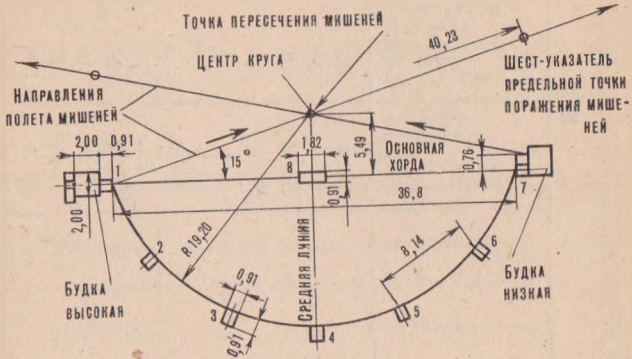 ТОЧКА ПЕРЕСЕЧЕНИЯ МИШЕНЕЙ
ЦЕНТР КРУГА
40,23
ШЕСТ-УКАЗАТЕЛЬ
ПРЕДЕЛЬНОЙ ТОЧКИ
ПОРАЖЕНИЯ МИШЕ-
НЕЙ
НАПРАВЛЕНИЯ
ПОЛЕТА МИШЕНЕЙ
2,00
0,91
1
15°
1,82
8
5,49
ОСНОВНАЯ
ХОРДА
0,76
7
0,91
36,8
2,00
R 19,20
СРЕДНЯЯ ЛИНИЯ
8,14
6
2
БУДКА
ВЫСОКАЯ
БУДКА
НИЗКАЯ
0,91
3
0,91
4
5